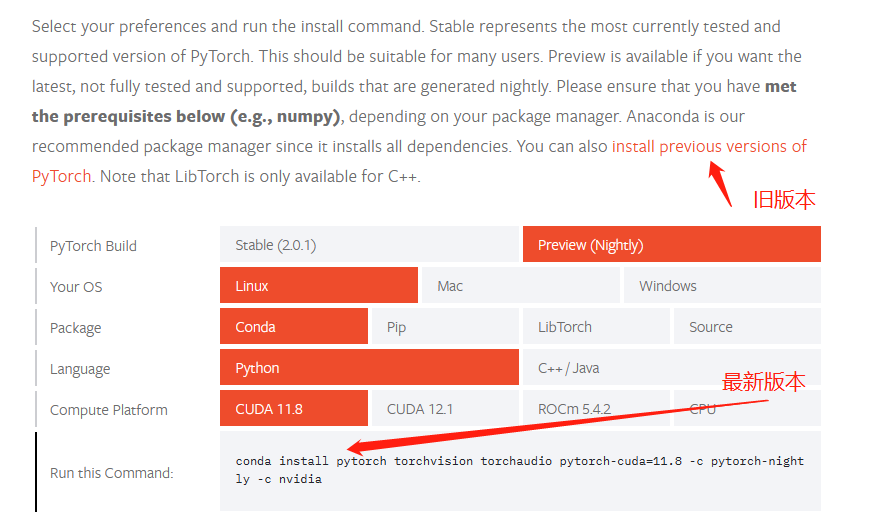 Select your preferences and run the install command. Stable represents the most currently tested and
supported version of PyTorch. This should be suitable for many users. Preview is available if you want the
latest, not fully tested and supported, builds that are generated nightly. Please ensure that you have met
the prerequisites below (e.g., numpy), depending on your package manager. Anaconda is our
recommended package manager since it installs all dependencies. You can also install previous versions of
PyTorch. Note that LibTorch is only available for C++.
旧版本
PyTorch Build
Stable (2.0.1)
Preview (Nightly)
Your OS
Linux
Mac
Windows
Package
Conda
Pip
LibTorch
Source
Language
Python
C++ / Java
最新版本
Compute Platform
CUDA 11.8
CUDA 12.1
ROCm 5.4.2
CPU
Run this Command:
conda install pytorch torchvision torchaudio pytorch-cuda=11.8 -c pytorch-night
ly -c nvidia